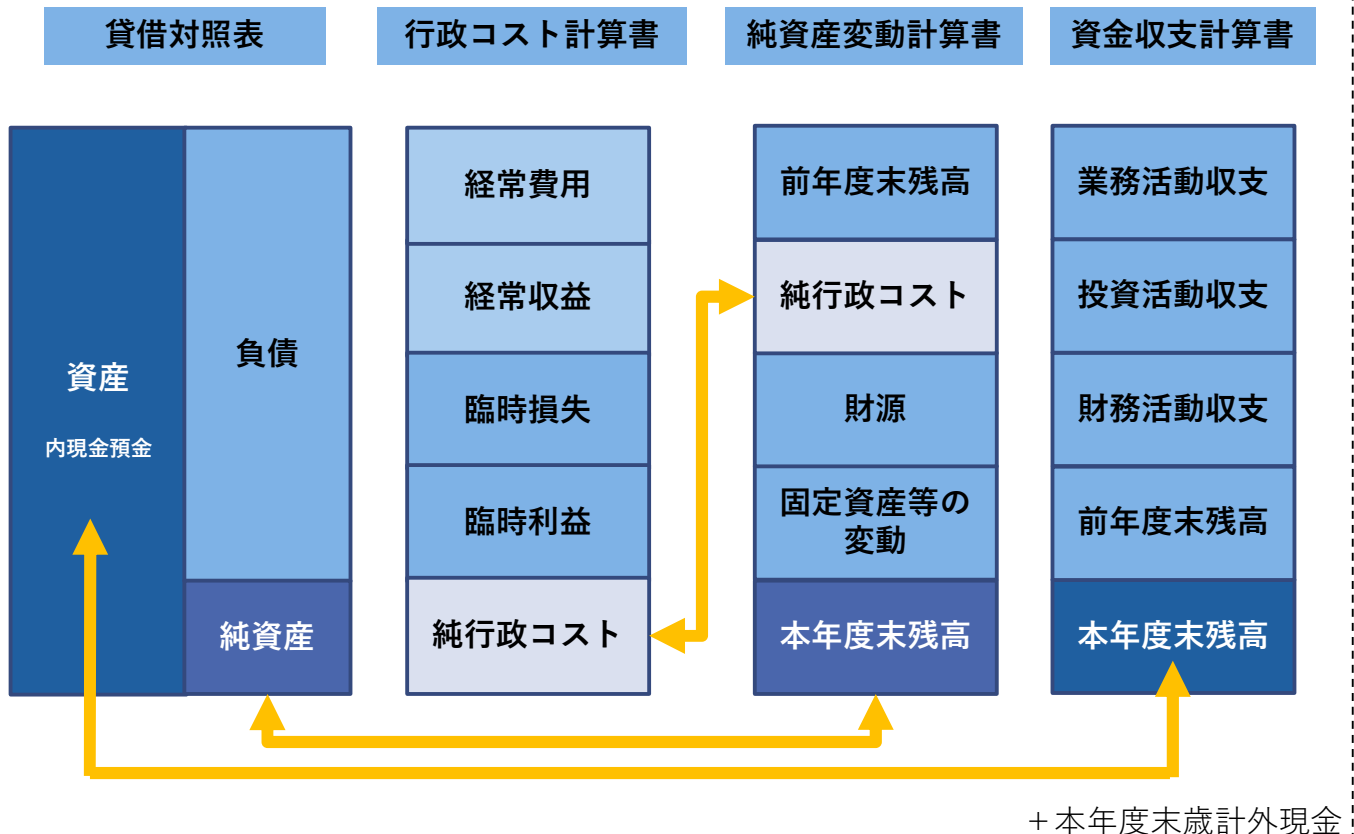 貸借対照表
行政コスト計算書
純資産変動計算書
資金収支計算書
資産
内現金預金
負債
純資産
経常費用
経常収益
臨時損失
臨時利益
純行政コスト
前年度末残高
純行政コスト
財源
固定資産等の
変動
本年度末残高
業務活動収支
投資活動収支
財務活動収支
前年度末残高
本年度末残高
+本年度末歳計外現金